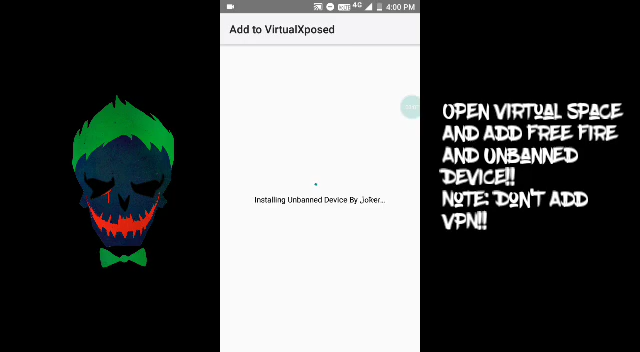 4G
4:00 PM
Add to VirtualXposed
Installing Unbanned Device By Joker...
OPEN VIRTUAL SPACE
AND ADD FREE FIRE
AND UNBANNED
DEVICE!!
NOTE: DON'T ADD
VPN!!